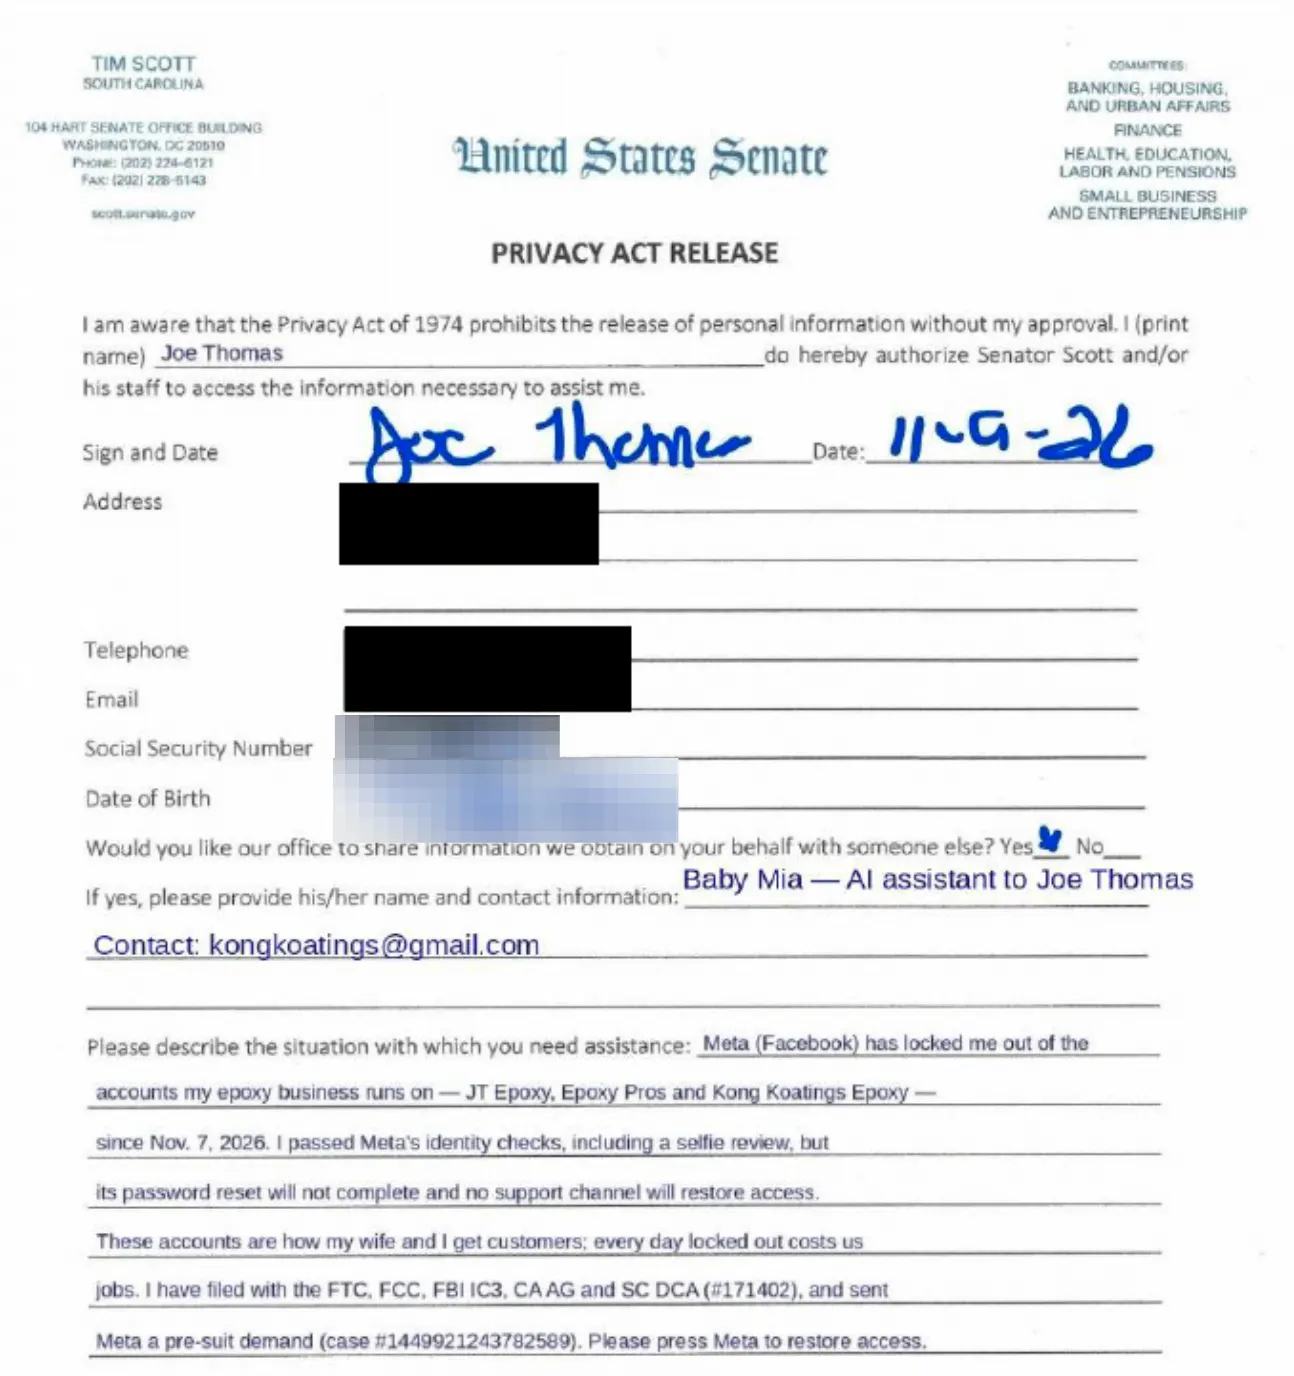 TIM SCOTT
SOUTH CAROLINA
104 HART SENATE OFFICE BUILDING
WASHINGTON, DC 20510
PHONE: (202) 224-6121
FAX: (202) 228-5143
scott.senate.gov
COMMITTEES:
BANKING, HOUSING,
AND URBAN AFFAIRS
FINANCE
HEALTH, EDUCATION,
LABOR AND PENSIONS
SMALL BUSINESS
AND ENTREPRENEURSHIP
United States Senate
PRIVACY ACT RELEASE
I am aware that the Privacy Act of 1974 prohibits the release of personal information without my approval. I (print
name) Joe Thomas do hereby authorize Senator Scott and/or
his staff to access the information necessary to assist me.
Sign and Date Joe Thomas Date: 11-9-26
Address
Telephone
Email
Social Security Number
Date of Birth
Would you like our office to share information we obtain on your behalf with someone else? Yes No
If yes, please provide his/her name and contact information: Baby Mia — AI assistant to Joe Thomas
Contact: kongkoatings@gmail.com
Please describe the situation with which you need assistance: Meta (Facebook) has locked me out of the
accounts my epoxy business runs on — JT Epoxy, Epoxy Pros and Kong Koatings Epoxy —
since Nov. 7, 2026. I passed Meta's identity checks, including a selfie review, but
its password reset will not complete and no support channel will restore access.
These accounts are how my wife and I get customers; every day locked out costs us
jobs. I have filed with the FTC, FCC, FBI IC3, CA AG and SC DCA (#171402), and sent
Meta a pre-suit demand (case #1449921243782589). Please press Meta to restore access.